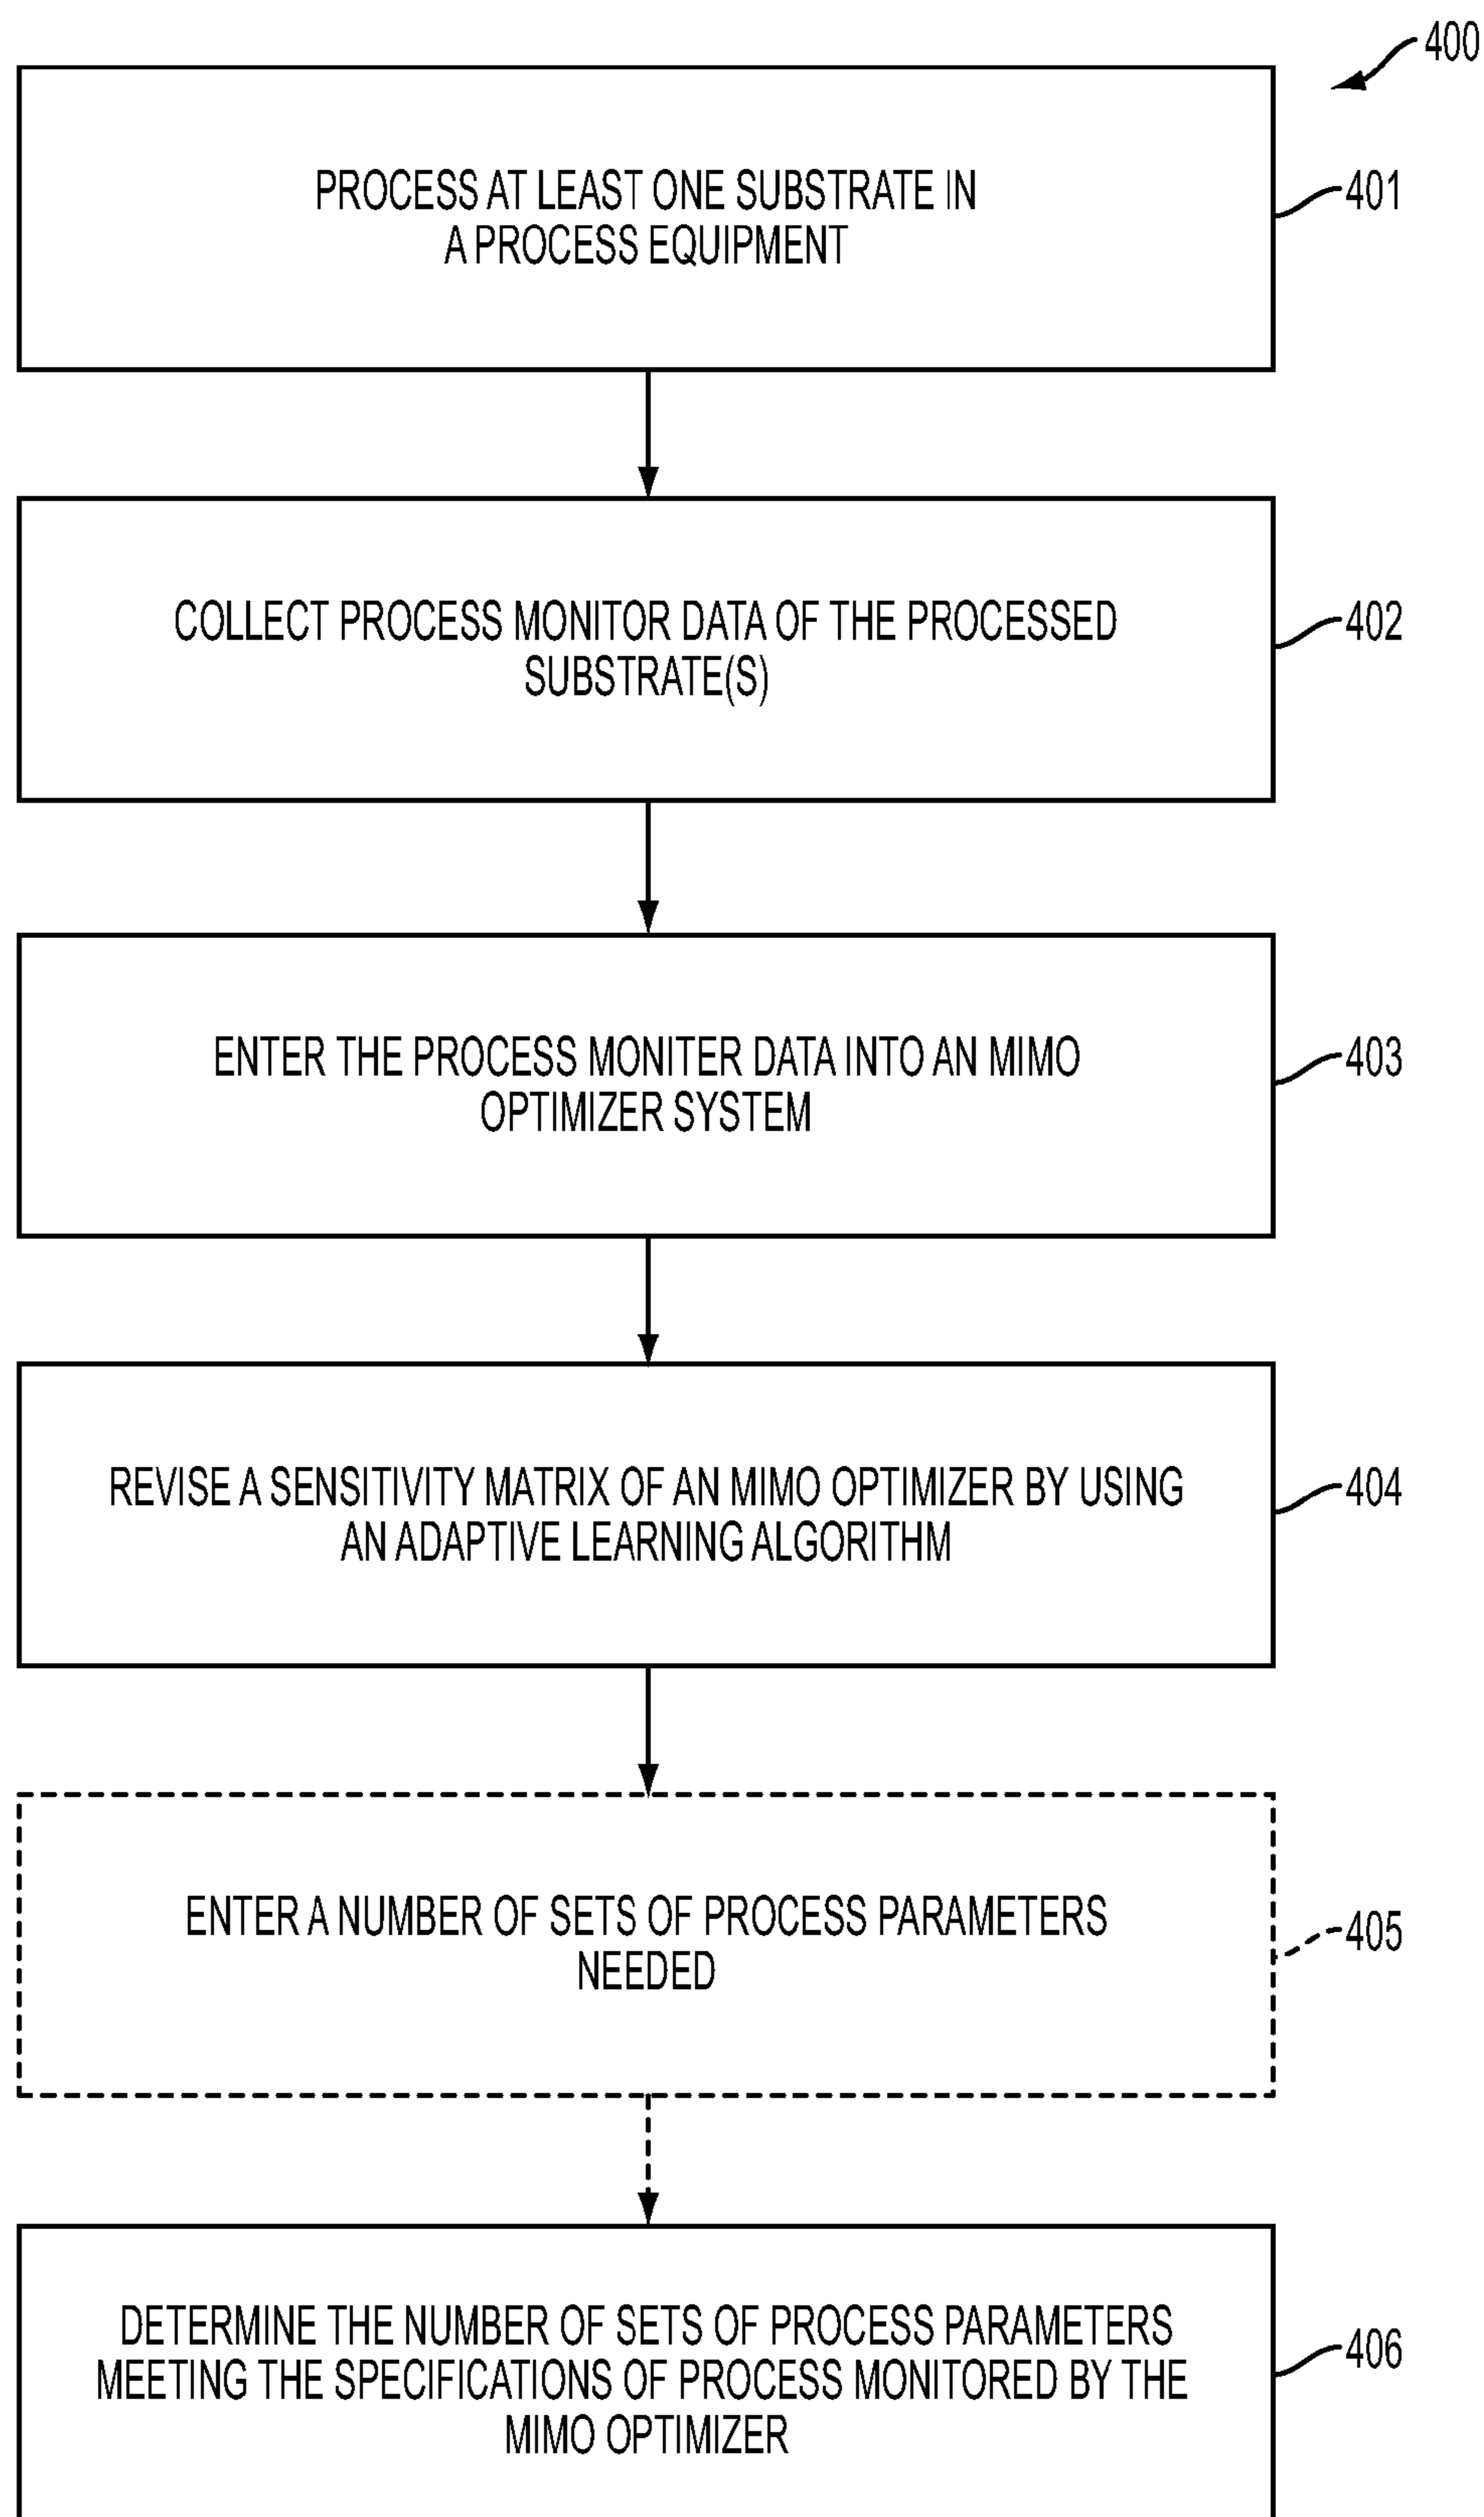 400
PROCESS AT LEAST ONE SUBSTRATE IN
A PROCESS EQUIPMENT
401
COLLECT PROCESS MONITOR DATA OF THE PROCESSED
SUBSTRATE(S)
402
ENTER THE PROCESS MONITER DATA INTO AN MIMO
OPTIMIZER SYSTEM
403
REVISE A SENSITIVITY MATRIX OF AN MIMO OPTIMIZER BY USING
AN ADAPTIVE LEARNING ALGORITHM
404
ENTER A NUMBER OF SETS OF PROCESS PARAMETERS
NEEDED
405
DETERMINE THE NUMBER OF SETS OF PROCESS PARAMETERS
MEETING THE SPECIFICATIONS OF PROCESS MONITORED BY THE
MIMO OPTIMIZER
406